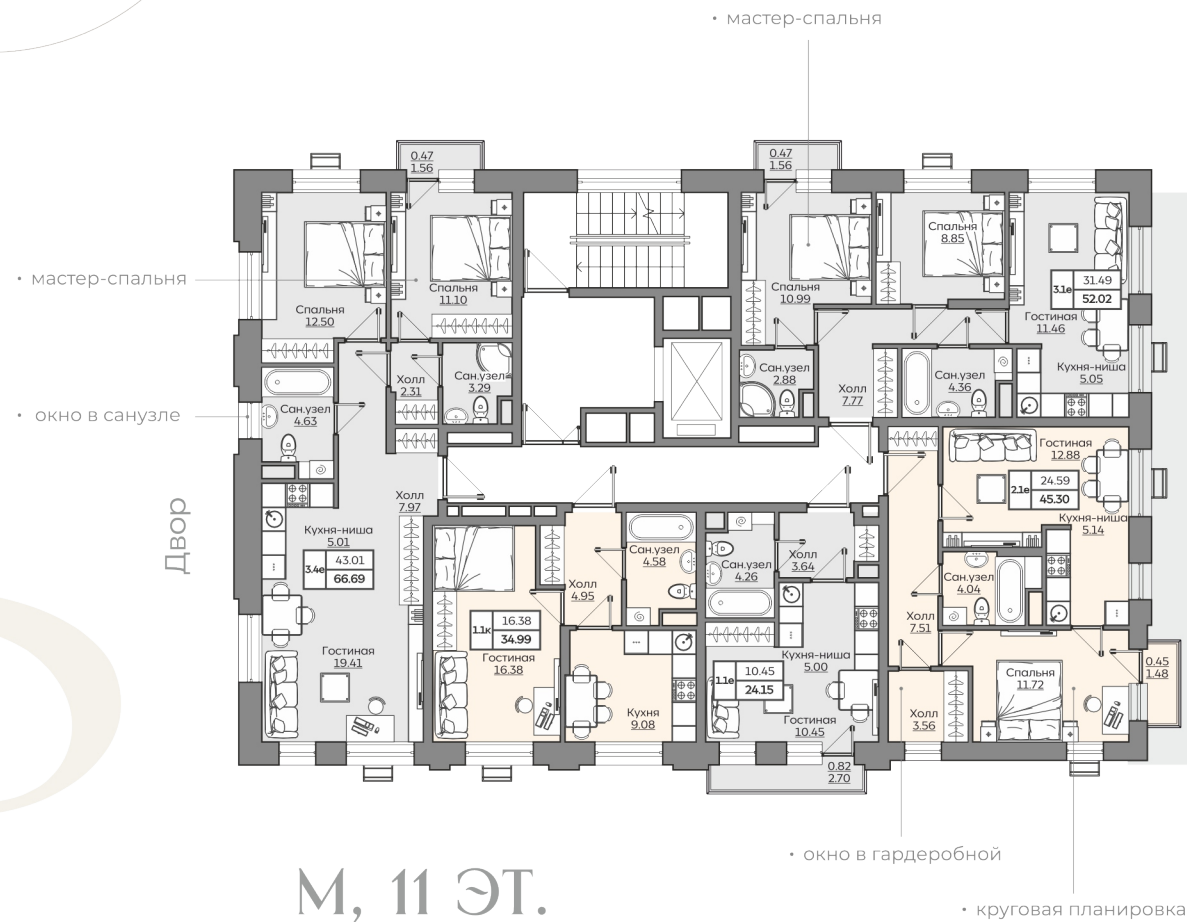 • мастер-спальня
0.47
1.56
0.47
1.56
Спальня
8.85
31.49
3.1е
52.02
• мастер-спальня
Спальня
12.50
Спальня
11.10
Спальня
10.99
Гостиная
11.46
Холл
2.31
Сан.узел
3.29
Сан.узел
2.88
Холл
7.77
Сан.узел
4.36
Кухня-ниша
5.05
• окно в санузле
Сан.узел
4.63
Гостиная
12.88
24.59
2.1е
45.30
Холл
7.97
Кухня-ниша
5.14
Двор
Кухня-ниша
5.01
43.01
3.4е
66.69
Холл
4.95
Сан.узел
4.58
Сан.узел
4.26
Холл
3.64
Сан.узел
4.04
Холл
7.51
16.38
1.1к
34.99
Гостиная
16.38
Гостиная
19.41
Кухня
9.08
Кухня-ниша
5.00
10.45
1.1е
24.15
Гостиная
10.45
Спальня
11.72
0.45
1.48
Холл
3.56
0.82
2.70
• окно в гардеробной
М, 11 ЭТ.
• круговая планировка